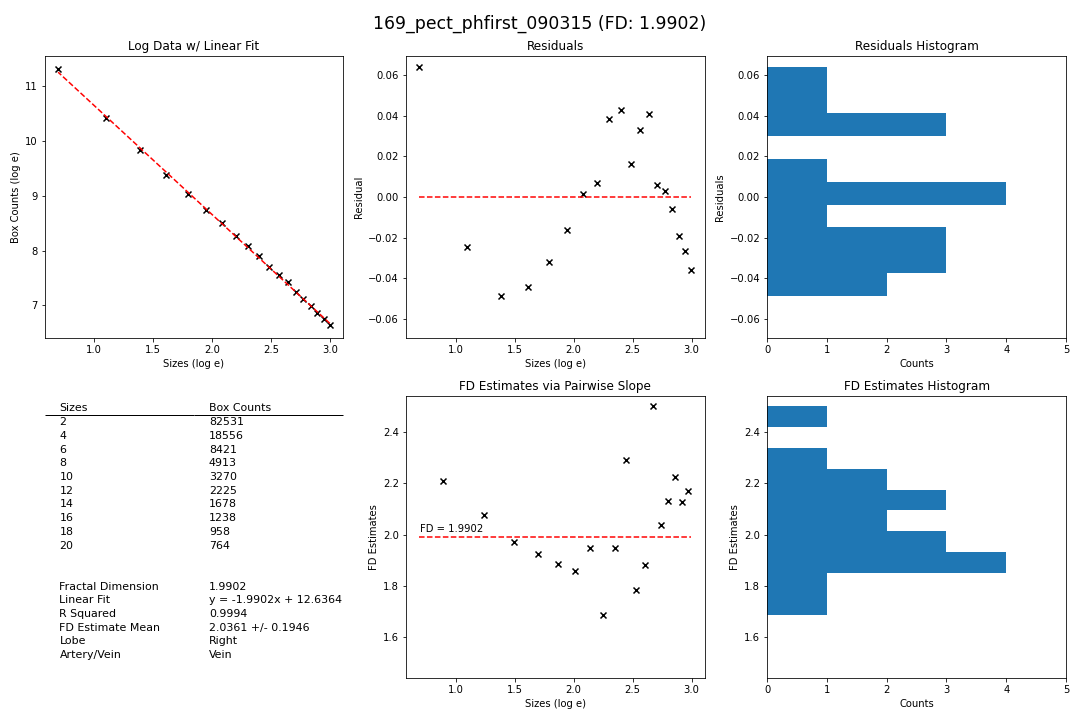 169_pect_phfirst_090315 (FD: 1.9902)
Log Data w/ Linear Fit
Box Counts (log e)
11
10
9
8
7
1.0 1.5 2.0 2.5 3.0
Sizes (log e)
Residuals
Residual
0.06
0.04
0.02
0.00
−0.02
−0.04
−0.06
1.0 1.5 2.0 2.5 3.0
Sizes (log e)
Residuals Histogram
Residuals
0.06
0.04
0.02
0.00
−0.02
−0.04
−0.06
0 1 2 3 4 5
Counts
Sizes Box Counts
2 82531
4 18556
6 8421
8 4913
10 3270
12 2225
14 1678
16 1238
18 958
20 764
Fractal Dimension 1.9902
Linear Fit y = -1.9902x + 12.6364
R Squared 0.9994
FD Estimate Mean 2.0361 +/- 0.1946
Lobe Right
Artery/Vein Vein
FD Estimates via Pairwise Slope
FD Estimates
2.4
2.2
2.0
1.8
1.6
FD = 1.9902
1.0 1.5 2.0 2.5 3.0
Sizes (log e)
FD Estimates Histogram
FD Estimates
2.4
2.2
2.0
1.8
1.6
0 1 2 3 4 5
Counts